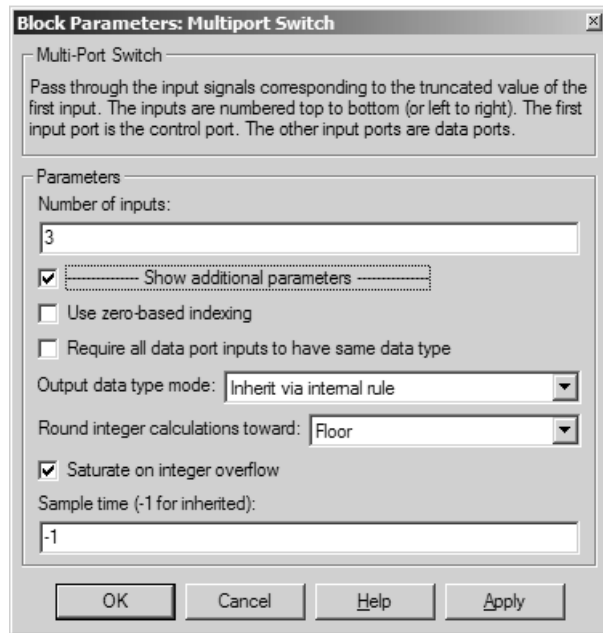 Block Parameters: Multiport Switch
Multi-Port Switch
Pass through the input signals corresponding to the truncated value of the
first input. The inputs are numbered top to bottom (or left to right). The first
input port is the control port. The other input ports are data ports.
Parameters
Number of inputs:
3
-------------- Show additional parameters --------------
Use zero-based indexing
Require all data port inputs to have same data type
Output data type mode: Inherit via internal rule
Round integer calculations toward: Floor
Saturate on integer overflow
Sample time (-1 for inherited):
-1
OK Cancel Help Apply